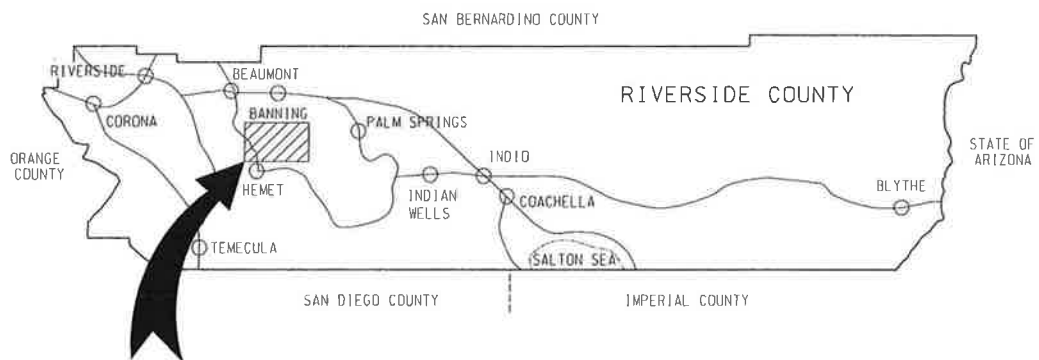 SAN BERNARDINO COUNTY
RIVERSIDE
BEAUMONT
RIVERSIDE COUNTY
CORONA
BANNING
PALM SPRINGS
ORANGE
COUNTY
STATE OF
ARIZONA
INDIO
HEMET
INDIAN
WELLS
COACHELLA
BLYTHE
TEMECULA
SALTON SEA
SAN DIEGO COUNTY
IMPERIAL COUNTY